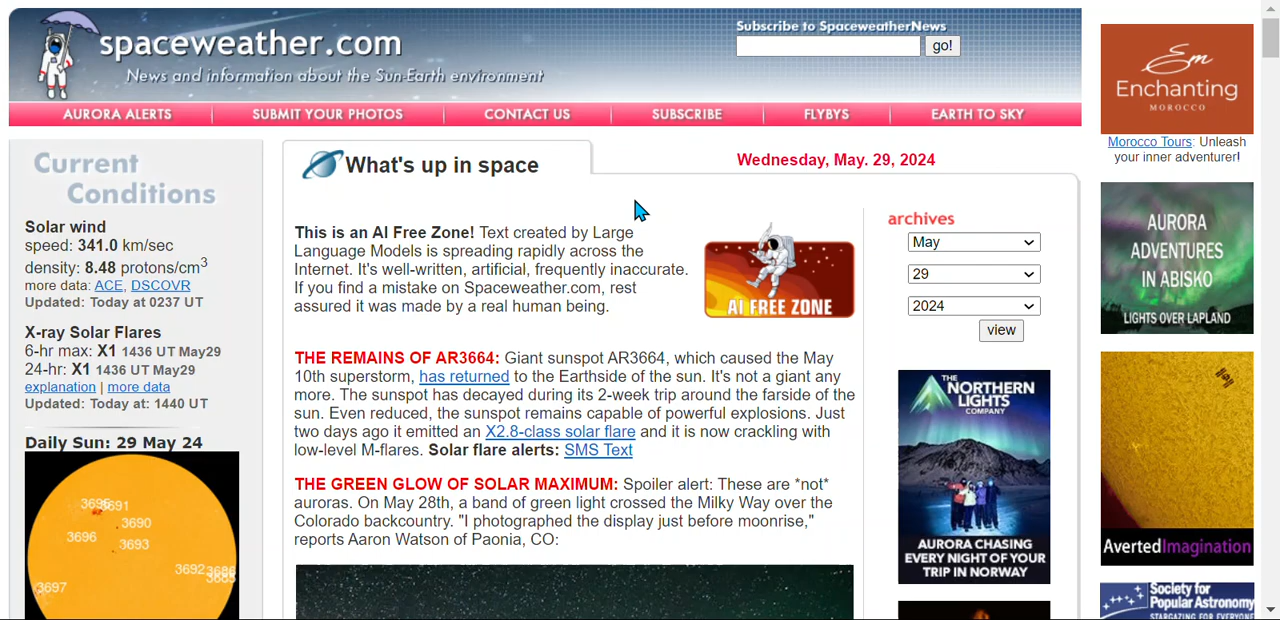 spaceweather.com
News and information about the Sun-Earth environment
Subscribe to SpaceweatherNews
go!
AURORA ALERTS
SUBMIT YOUR PHOTOS
CONTACT US
SUBSCRIBE
FLYBYS
EARTH TO SKY
Current
Conditions
Solar wind
speed: 341.0 km/sec
density: 8.48 protons/cm3
more data: ACE, DSCOVR
Updated: Today at 0237 UT
X-ray Solar Flares
6-hr max: X1 1436 UT May29
24-hr: X1 1436 UT May29
explanation | more data
Updated: Today at: 1440 UT
Daily Sun: 29 May 24
3691
3690
3696
3693
3692
3697
What's up in space
Wednesday, May. 29, 2024
This is an AI Free Zone! Text created by Large
Language Models is spreading rapidly across the
Internet. It's well-written, artificial, frequently inaccurate.
If you find a mistake on Spaceweather.com, rest
assured it was made by a real human being.
AI FREE ZONE
THE REMAINS OF AR3664: Giant sunspot AR3664, which caused the May
10th superstorm, has returned to the Earthside of the sun. It's not a giant any
more. The sunspot has decayed during its 2-week trip around the farside of the
sun. Even reduced, the sunspot remains capable of powerful explosions. Just
two days ago it emitted an X2.8-class solar flare and it is now crackling with
low-level M-flares. Solar flare alerts: SMS Text
THE GREEN GLOW OF SOLAR MAXIMUM: Spoiler alert: These are *not*
auroras. On May 28th, a band of green light crossed the Milky Way over the
Colorado backcountry. "I photographed the display just before moonrise,"
reports Aaron Watson of Paonia, CO:
archives
May
29
2024
view
THE
NORTHERN
LIGHTS
COMPANY
AURORA CHASING
EVERY NIGHT OF YOUR
TRIP IN NORWAY
Em
Enchanting
MOROCCO
Morocco Tours: Unleash
your inner adventurer!
AURORA
ADVENTURES
IN ABISKO
LIGHTS OVER LAPLAND
AvertedImagination
Society for
Popular Astronomy
STARGAZING FOR EVERYONE